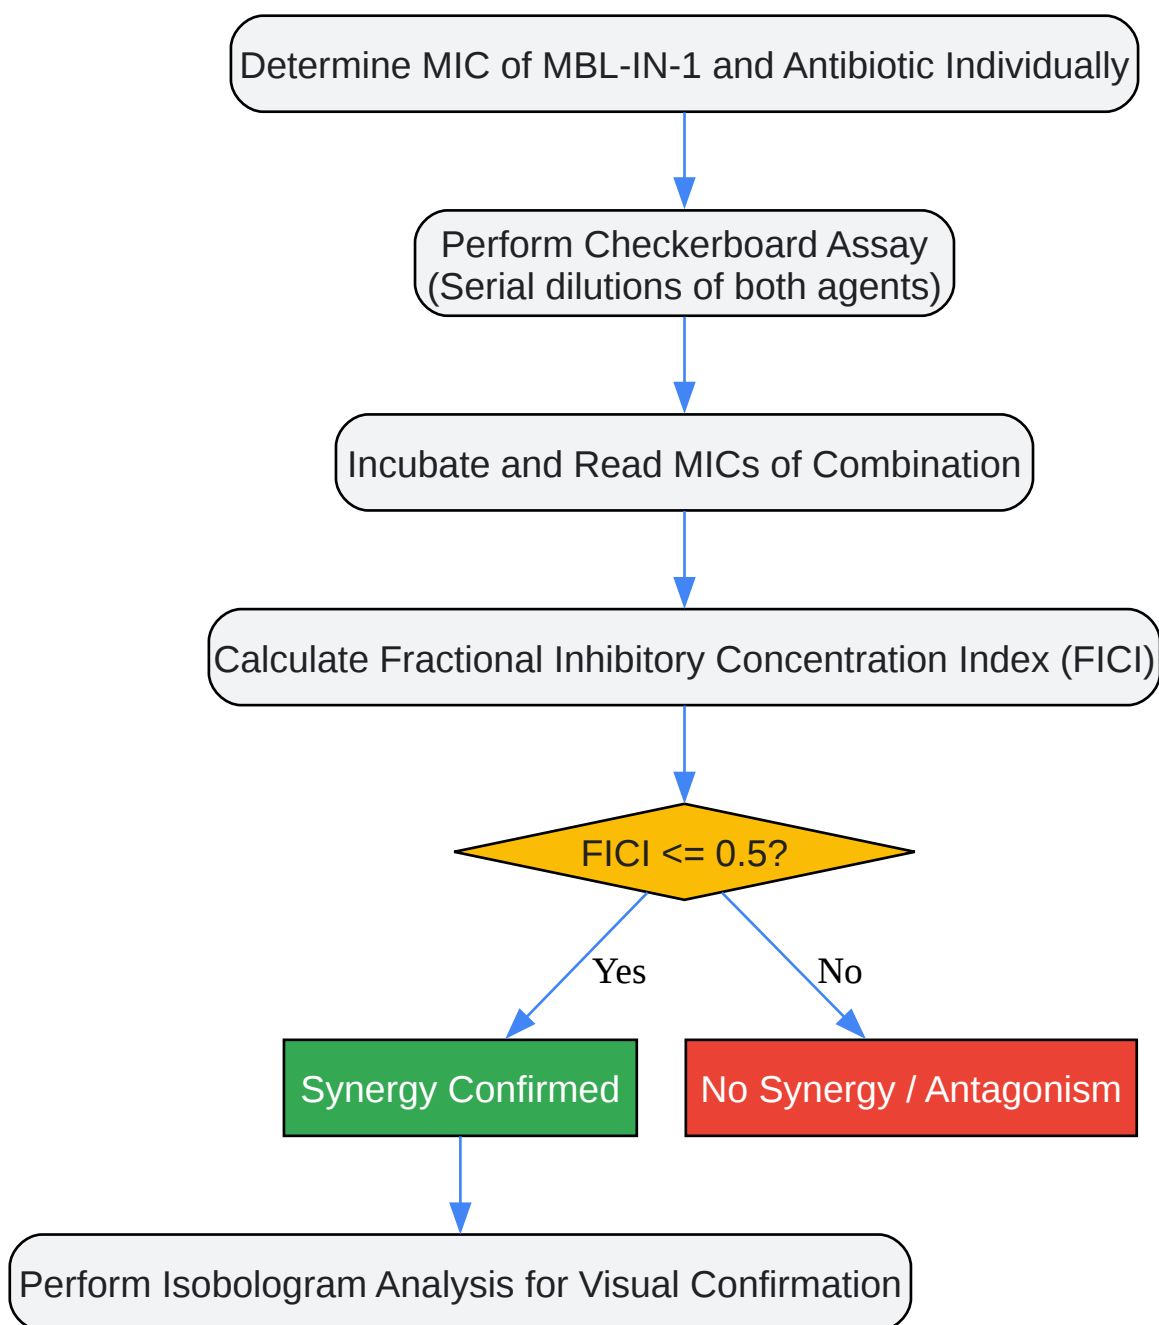 Determine MIC of MBL-IN-1 and Antibiotic Individually
Perform Checkerboard Assay
(Serial dilutions of both agents)
Incubate and Read MICs of Combination
Calculate Fractional Inhibitory Concentration Index (FICI)
FICI <= 0.5?
Yes
No
Synergy Confirmed
No Synergy / Antagonism
Perform Isobologram Analysis for Visual Confirmation